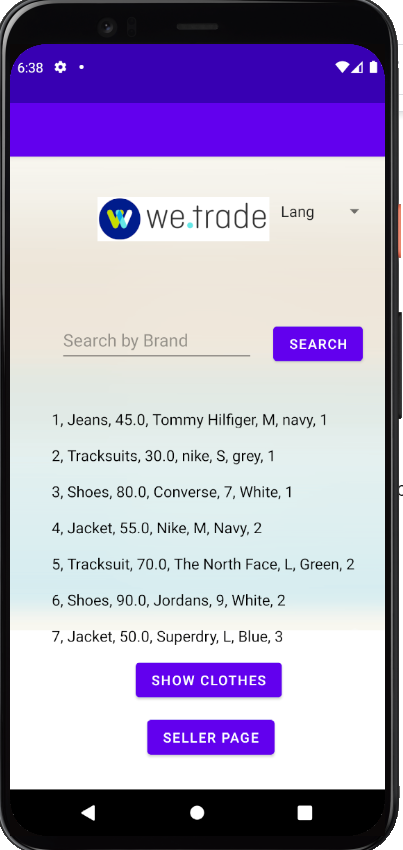 6:38
we.trade
Lang
Search by Brand
SEARCH
1, Jeans, 45.0, Tommy Hilfiger, M, navy, 1
2, Tracksuits, 30.0, nike, S, grey, 1
3, Shoes, 80.0, Converse, 7, White, 1
4, Jacket, 55.0, Nike, M, Navy, 2
5, Tracksuit, 70.0, The North Face, L, Green, 2
6, Shoes, 90.0, Jordans, 9, White, 2
7, Jacket, 50.0, Superdry, L, Blue, 3
SHOW CLOTHES
SELLER PAGE